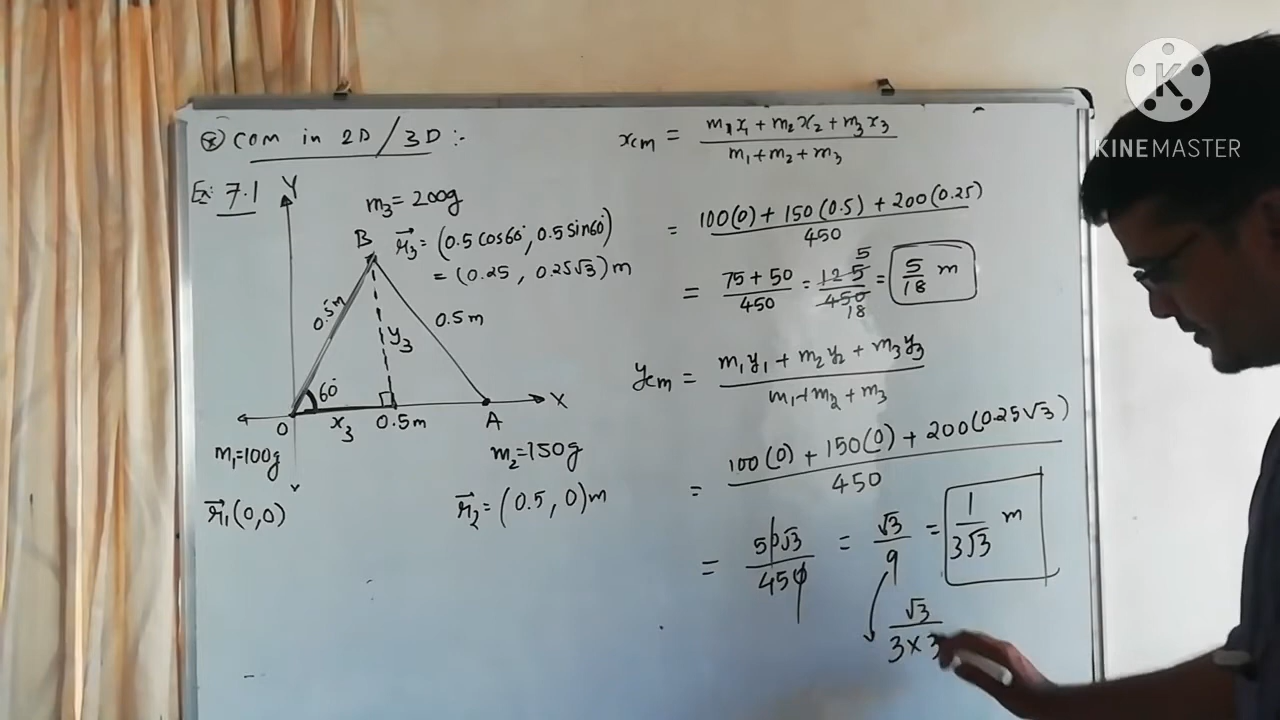 ⊛ COM in 2D/3D :-
Ex: 7.1
Y
m₃ = 200g
B
r⃗₃ = (0.5 cos60°, 0.5 sin60°)
= (0.25, 0.25√3) m
0.5m
0.5m
y₃
60°
O
x₃
0.5m
A
X
m₁=100g
m₂=150g
r⃗₁(0,0)
r⃗₂ = (0.5, 0)m
xcm = (m₁x₁ + m₂x₂ + m₃x₃)/(m₁+m₂+m₃)
= (100(0) + 150(0.5) + 200(0.25))/450
= (75+50)/450 = 125/450 = 5/18 m
5
18
ycm = (m₁y₁ + m₂y₂ + m₃y₃)/(m₁+m₂+m₃)
= (100(0) + 150(0) + 200(0.25√3))/450
= 50√3/450 = √3/9 = 1/3√3 m
√3/3×3
K
KINEMASTER